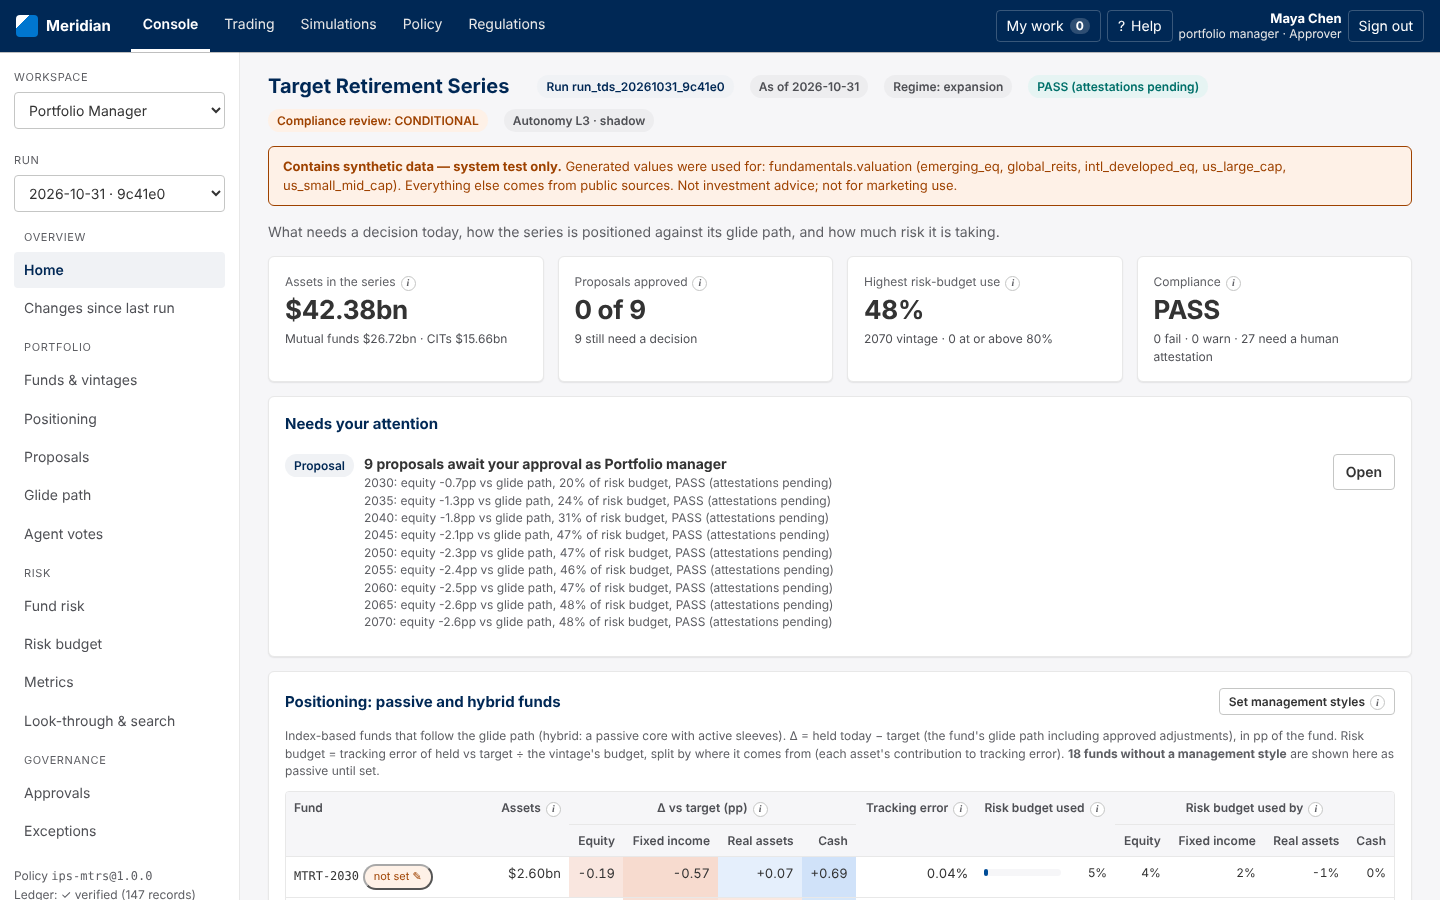 Meridian Console Trading Simulations Policy Regulations My work 0 ? Help Maya Chen Sign out
portfolio manager · Approver
WORKSPACE
Portfolio Manager
RUN
2026-10-31 · 9c41e0
OVERVIEW
Home
Changes since last run
PORTFOLIO
Funds & vintages
Positioning
Proposals
Glide path
Agent votes
RISK
Fund risk
Risk budget
Metrics
Look-through & search
GOVERNANCE
Approvals
Exceptions
Policy ips-mtrs@1.0.0
Ledger: ✓ verified (147 records)
Target Retirement Series Run run_tds_20261031_9c41e0 As of 2026-10-31 Regime: expansion PASS (attestations pending)
Compliance review: CONDITIONAL Autonomy L3 · shadow
Contains synthetic data — system test only. Generated values were used for: fundamentals.valuation (emerging_eq, global_reits, intl_developed_eq, us_large_cap,
us_small_mid_cap). Everything else comes from public sources. Not investment advice; not for marketing use.
What needs a decision today, how the series is positioned against its glide path, and how much risk it is taking.
Assets in the series i
$42.38bn
Mutual funds $26.72bn · CITs $15.66bn
Proposals approved i
0 of 9
9 still need a decision
Highest risk-budget use i
48%
2070 vintage · 0 at or above 80%
Compliance i
PASS
0 fail · 0 warn · 27 need a human
attestation
Needs your attention
Proposal 9 proposals await your approval as Portfolio manager Open
2030: equity -0.7pp vs glide path, 20% of risk budget, PASS (attestations pending)
2035: equity -1.3pp vs glide path, 24% of risk budget, PASS (attestations pending)
2040: equity -1.8pp vs glide path, 31% of risk budget, PASS (attestations pending)
2045: equity -2.1pp vs glide path, 47% of risk budget, PASS (attestations pending)
2050: equity -2.3pp vs glide path, 47% of risk budget, PASS (attestations pending)
2055: equity -2.4pp vs glide path, 46% of risk budget, PASS (attestations pending)
2060: equity -2.5pp vs glide path, 47% of risk budget, PASS (attestations pending)
2065: equity -2.6pp vs glide path, 48% of risk budget, PASS (attestations pending)
2070: equity -2.6pp vs glide path, 48% of risk budget, PASS (attestations pending)
Positioning: passive and hybrid funds Set management styles i
Index-based funds that follow the glide path (hybrid: a passive core with active sleeves). Δ = held today − target (the fund's glide path including approved adjustments), in pp of the fund. Risk
budget = tracking error of held vs target ÷ the vintage's budget, split by where it comes from (each asset's contribution to tracking error). 18 funds without a management style are shown here as
passive until set.
Fund Assets i Δ vs target (pp) i Tracking error i Risk budget used i Risk budget used by i
Equity Fixed income Real assets Cash Equity Fixed income Real assets Cash
MTRT-2030 not set ✎ $2.60bn -0.19 -0.57 +0.07 +0.69 0.04% 5% 4% 2% -1% 0%